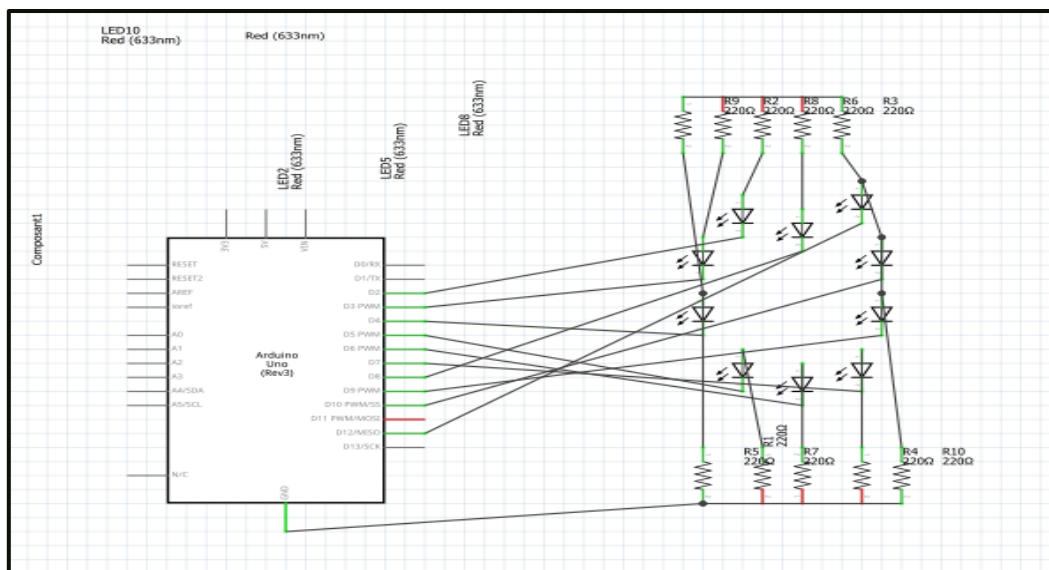 LED10
Red (633nm)
Red (633nm)
LED8
Red (633nm)
LED5
Red (633nm)
LED2
Red (633nm)
Composant1
3V3
5V
VIN
RESET
RESET2
AREF
ioref
A0
A1
A2
A3
A4/SDA
A5/SCL
N/C
Arduino
Uno
(Rev3)
D0/RX
D1/TX
D2
D3 PWM
D4
D5 PWM
D6 PWM
D7
D8
D9 PWM
D10 PWM/SS
D11 PWM/MOSI
D12/MISO
D13/SCK
GND
R9
220Ω
R2
220Ω
R8
220Ω
R6
220Ω
R3
220Ω
R1
220Ω
R5
220Ω
R7
220Ω
R4
220Ω
R10
220Ω